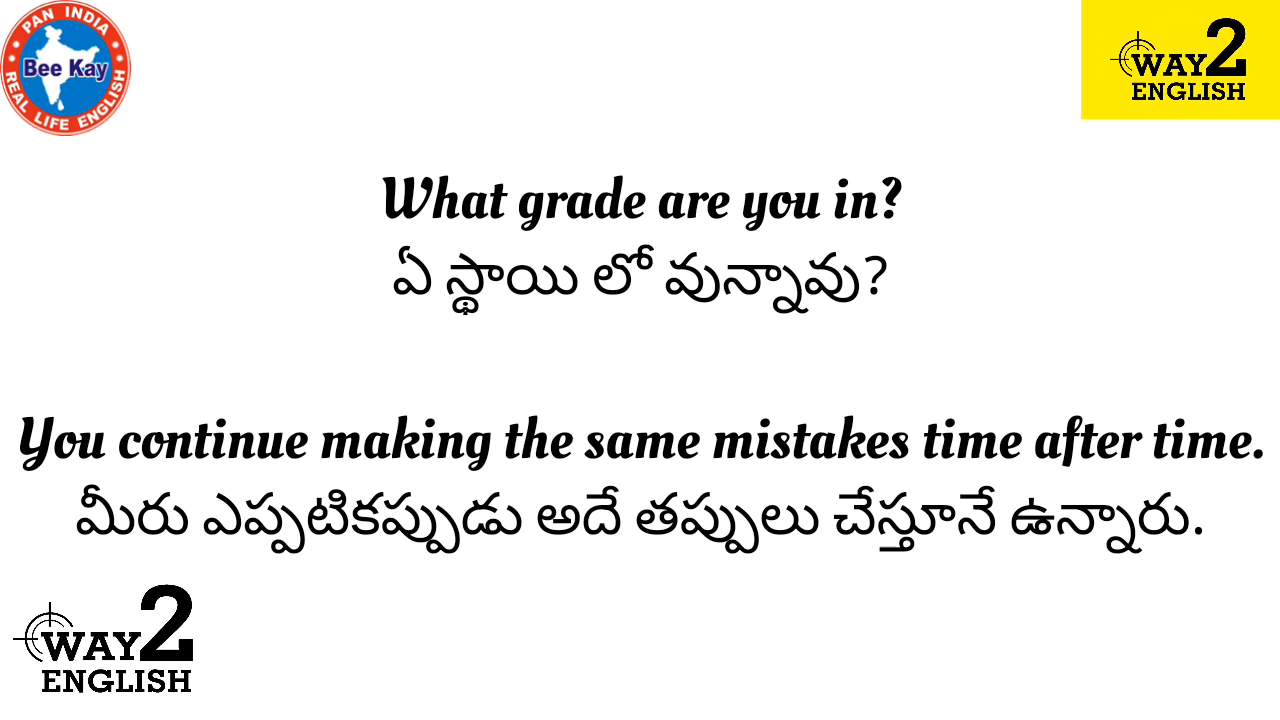 PAN INDIA
Bee Kay
REAL LIFE ENGLISH
WAY2
ENGLISH
What grade are you in?
ఏ స్థాయి లో వున్నావు?
You continue making the same mistakes time after time.
మీరు ఎప్పటికప్పుడు అదే తప్పులు చేస్తూనే ఉన్నారు.
WAY2
ENGLISH